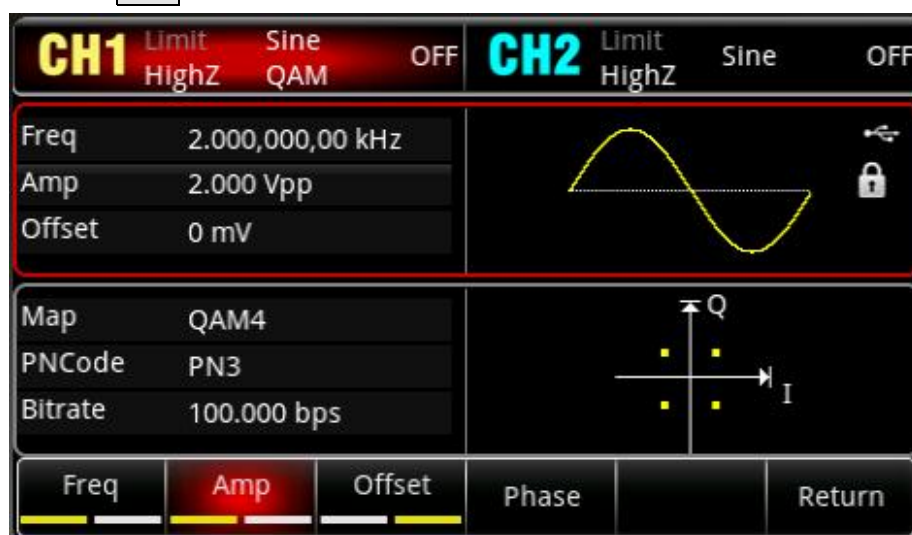 CH1 Limit Sine OFF CH2 Limit Sine OFF
HighZ QAM HighZ
Freq 2.000,000,00 kHz
Amp 2.000 Vpp
Offset 0 mV
Map QAM4 Q
PNCode PN3
Bitrate 100.000 bps I
Freq Amp Offset Phase Return